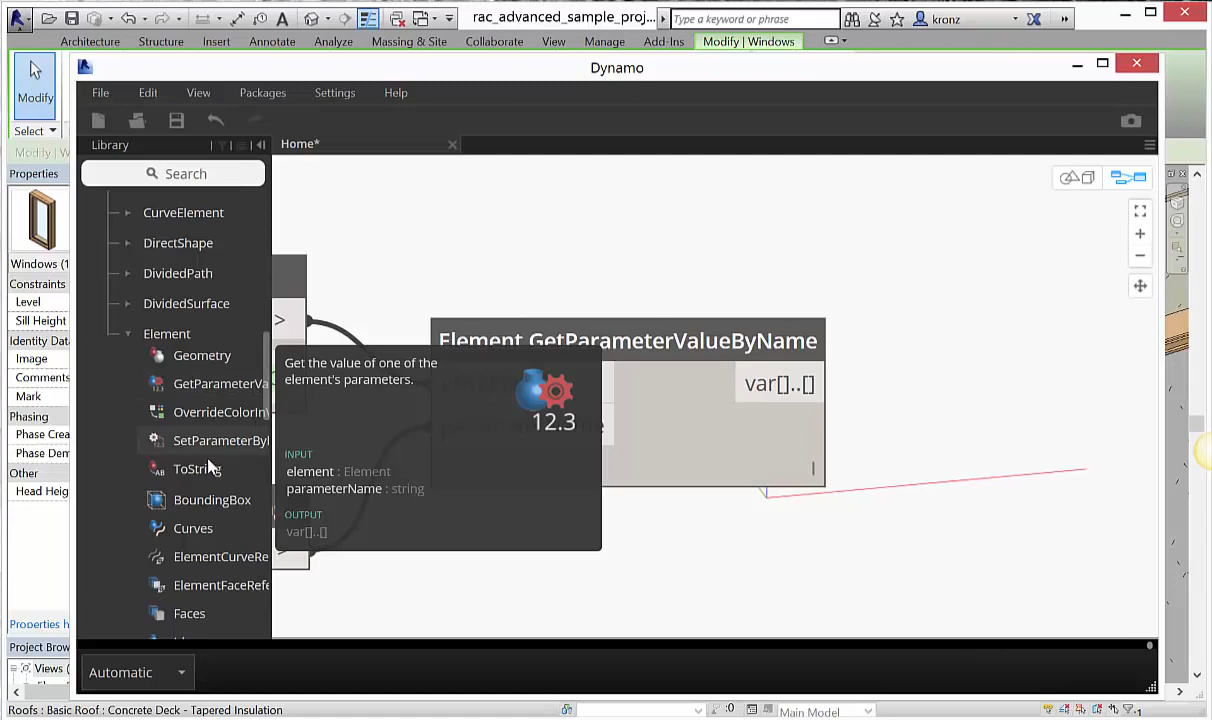 rac_advanced_sample_proj...
Type a keyword or phrase
kronz
Architecture Structure Insert Annotate Analyze Massing & Site Collaborate View Manage Add-Ins Modify | Windows
Dynamo
Modify
File Edit View Packages Settings Help
Select
Library
Home*
Modify | W
Search
Properties
CurveElement
DirectShape
DividedPath
Windows (1
Constraints
DividedSurface
Level
Sill Height
Element
Element.GetParameterValueByName
Identity Data
Image
Geometry
Get the value of one of the
element's parameters.
Comments
GetParameterVa
var[]..[]
Mark
OverrideColorIn
12.3
Phasing
Phase Crea
SetParameterBy
Phase Dem
INPUT
Other
ToString
element : Element
Head Heig
parameterName : string
BoundingBox
OUTPUT
Curves
var[]..[]
ElementCurveRe
ElementFaceRefe
Faces
Properties h
Project Brow
Views (
Automatic
Roofs : Basic Roof : Concrete Deck - Tapered Insulation
:0
Main Model
:1